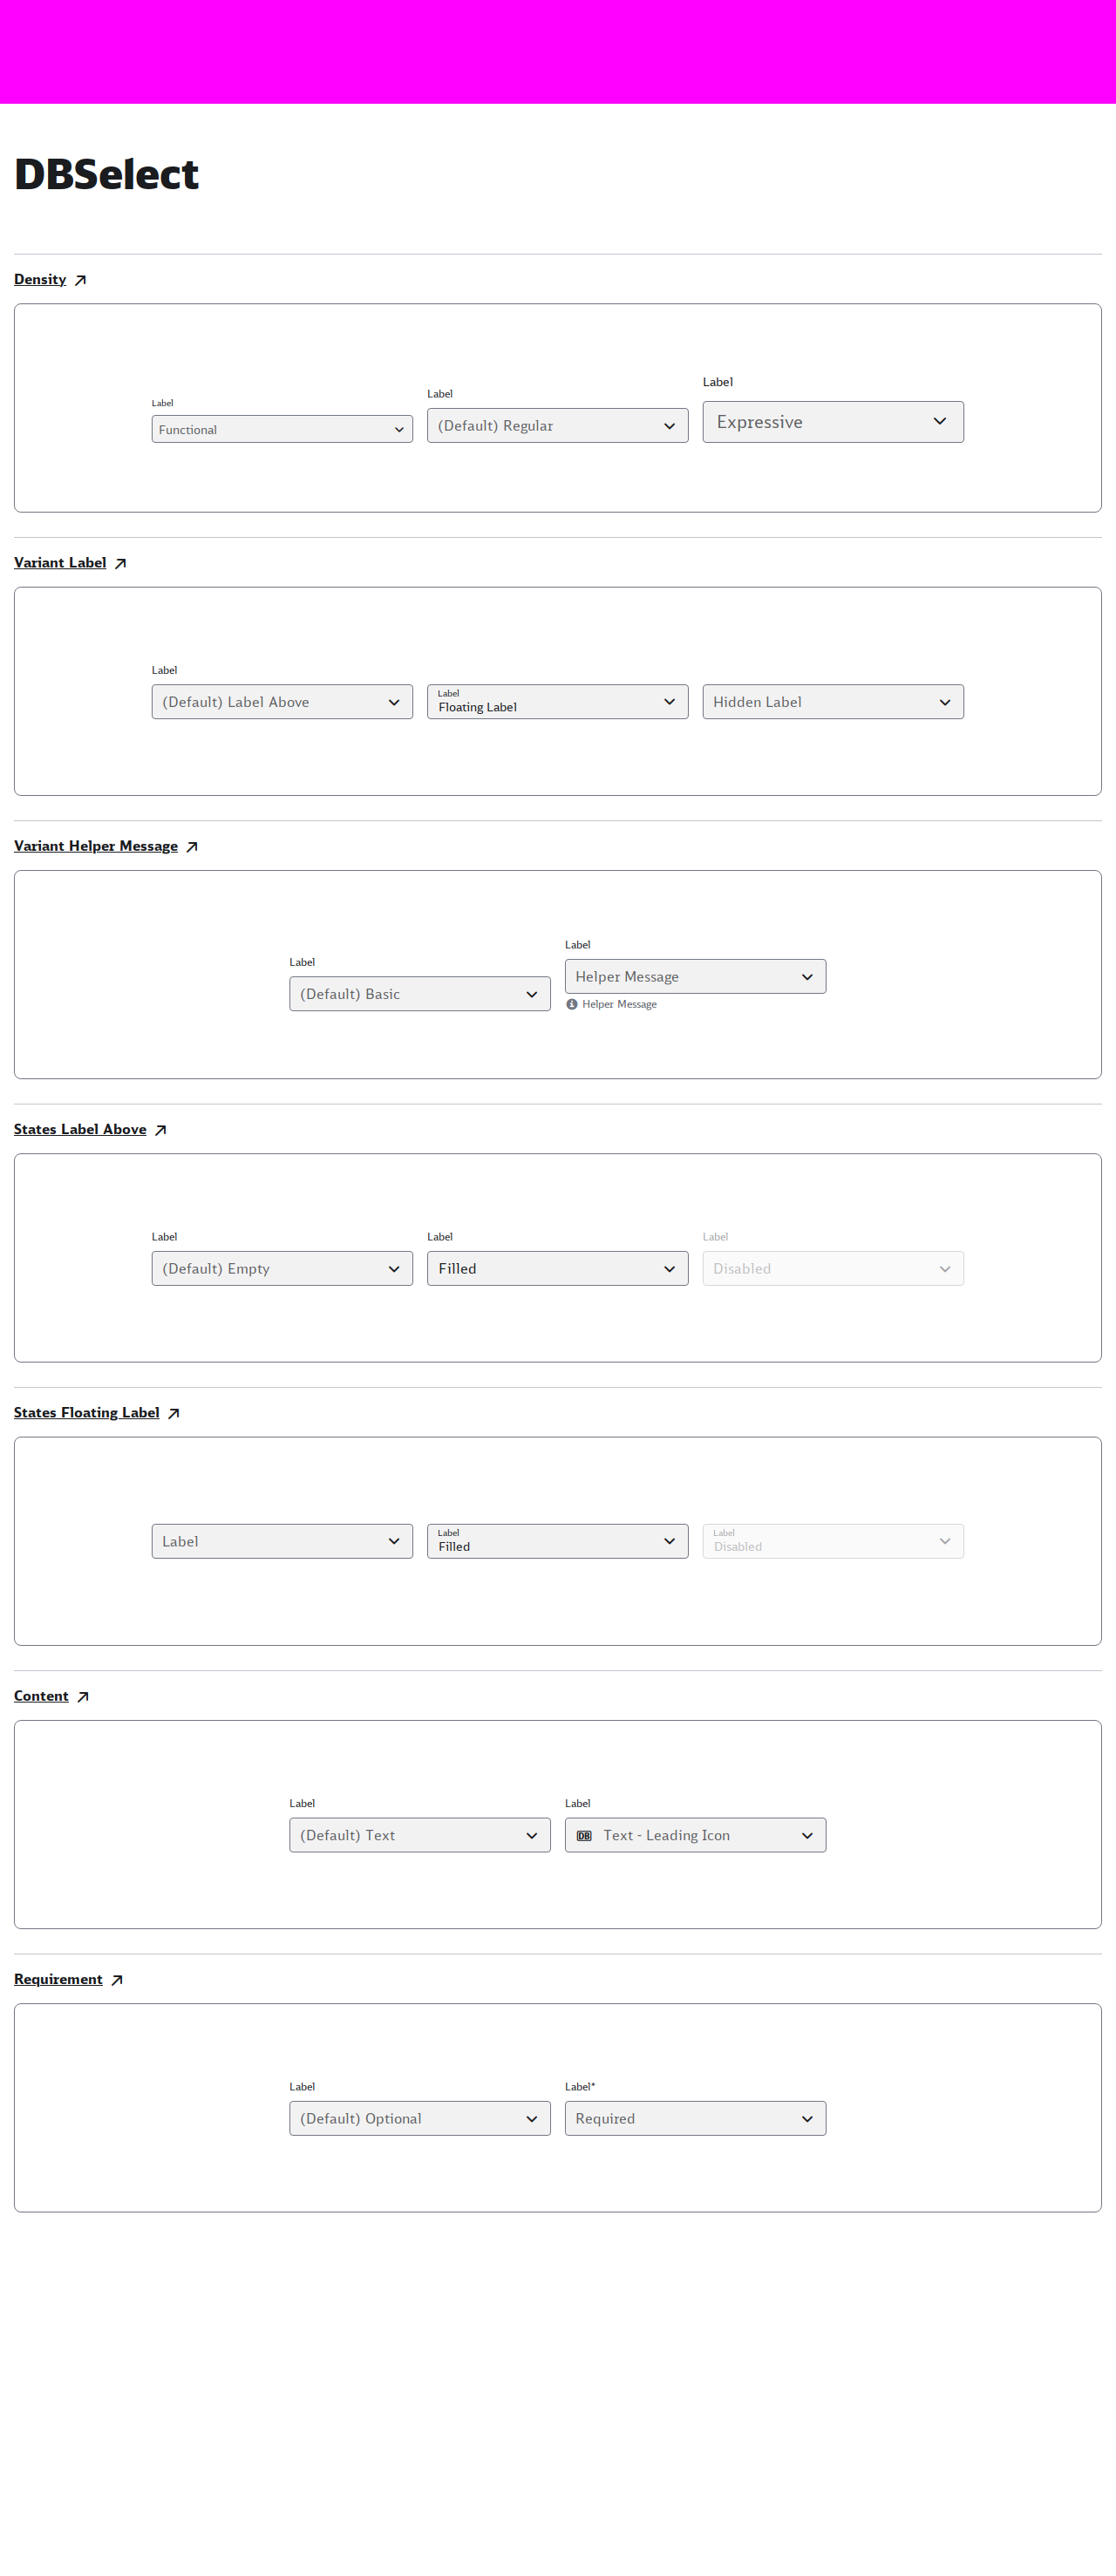 DBSelect
Density
Label
Functional
Label
(Default) Regular
Label
Expressive
Variant Label
Label
(Default) Label Above
Label
Floating Label
Hidden Label
Variant Helper Message
Label
(Default) Basic
Label
Helper Message
Helper Message
States Label Above
Label
(Default) Empty
Label
Filled
Label
Disabled
States Floating Label
Label
Label
Filled
Label
Disabled
Content
Label
(Default) Text
Label
DB Text - Leading Icon
Requirement
Label
(Default) Optional
Label*
Required